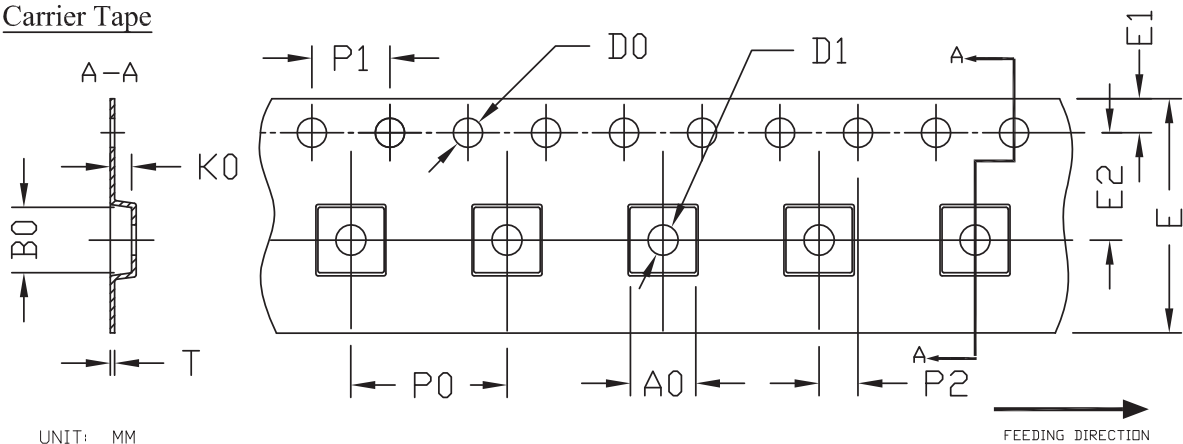 Carrier Tape
A-A
P1
D0
D1
A
E1
K0
B0
E2
E
T
P0
A0
A
P2
UNIT: MM
FEEDING DIRECTION